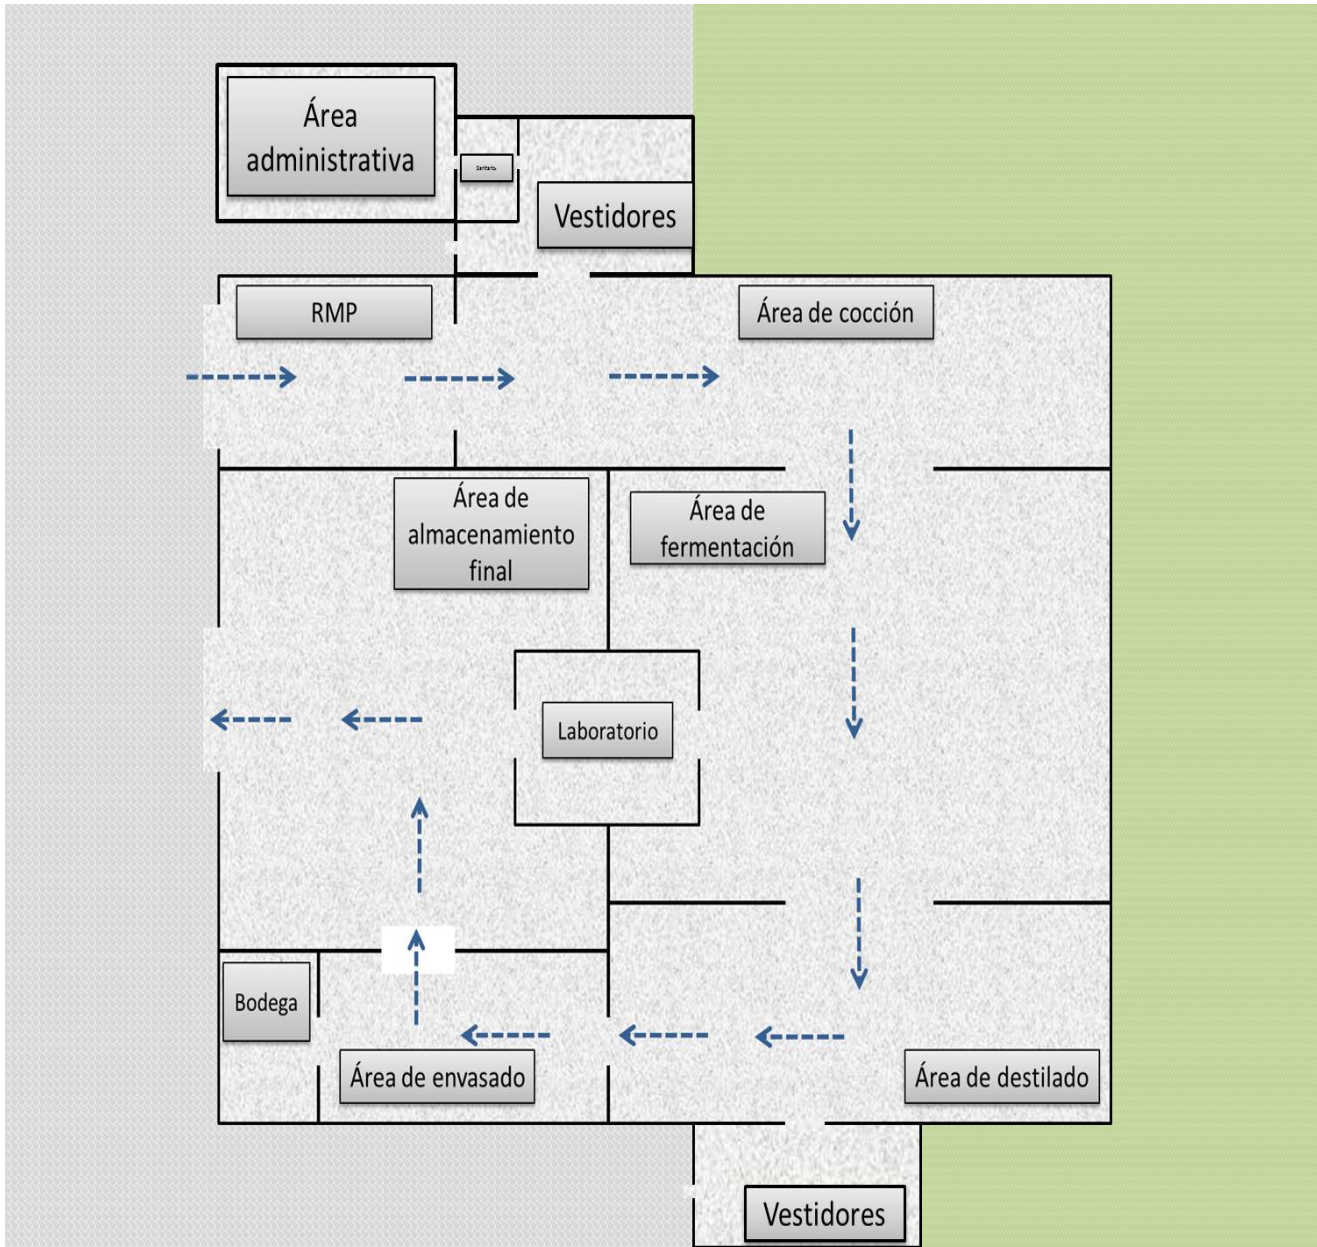 Área
administrativa
Sanitario
Vestidores
RMP
Área de cocción
Área de
almacenamiento
final
Área de
fermentación
Laboratorio
Bodega
Área de envasado
Área de destilado
Vestidores